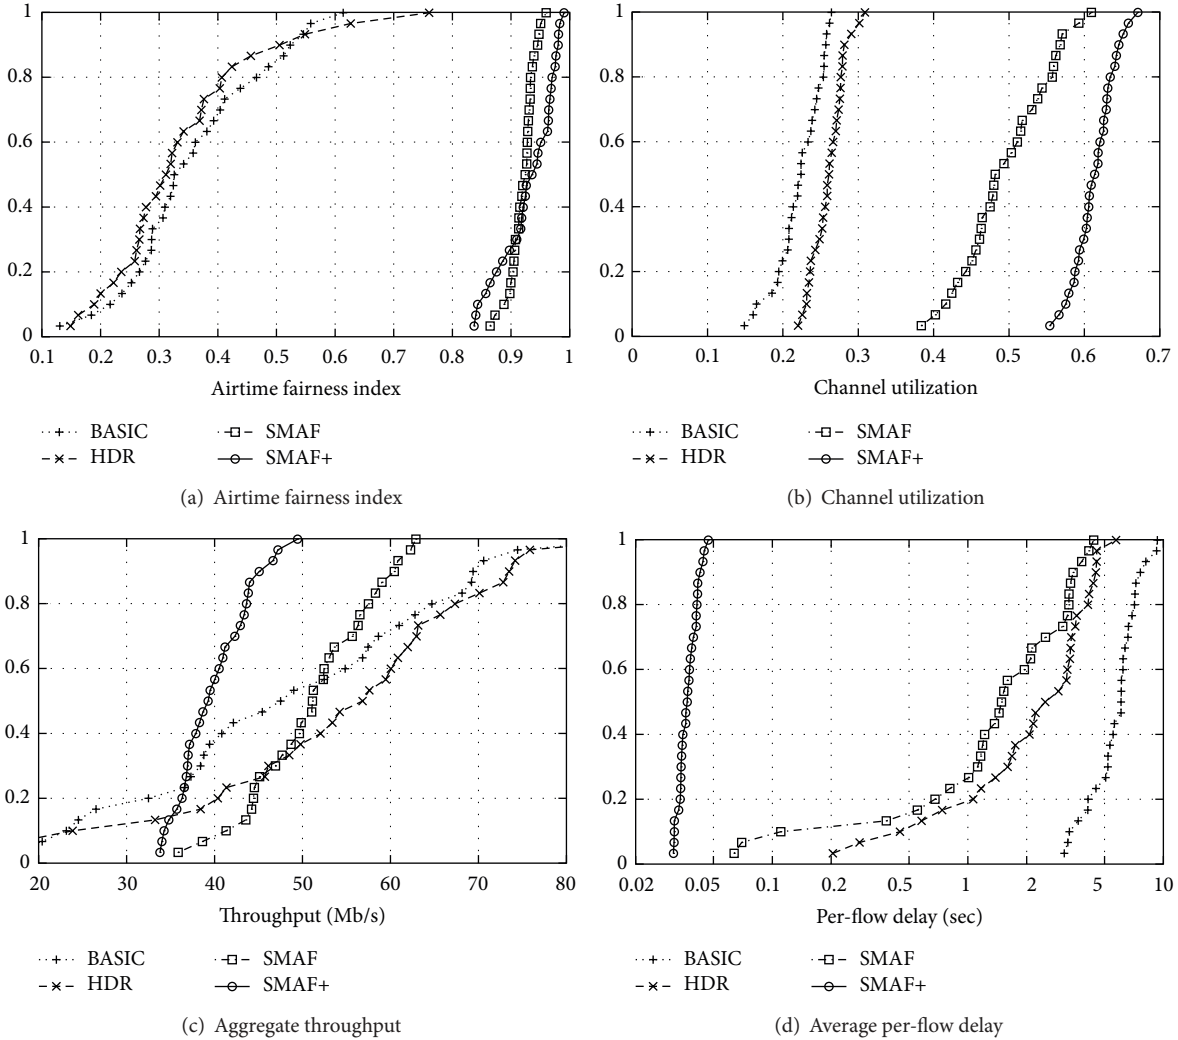 1
0.8
0.6
0.4
0.2
0
0.1 0.2 0.3 0.4 0.5 0.6 0.7 0.8 0.9 1
Airtime fairness index
BASIC SMAF
HDR SMAF+
(a) Airtime fairness index
1
0.8
0.6
0.4
0.2
0
0 0.1 0.2 0.3 0.4 0.5 0.6 0.7
Channel utilization
BASIC SMAF
HDR SMAF+
(b) Channel utilization
1
0.8
0.6
0.4
0.2
0
20 30 40 50 60 70 80
Throughput (Mb/s)
BASIC SMAF
HDR SMAF+
(c) Aggregate throughput
1
0.8
0.6
0.4
0.2
0
0.02 0.05 0.1 0.2 0.5 1 2 5 10
Per-flow delay (sec)
BASIC SMAF
HDR SMAF+
(d) Average per-flow delay